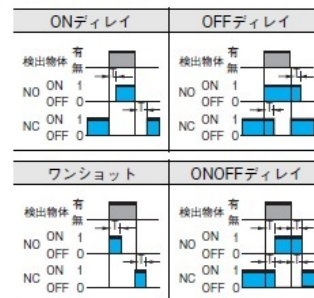 ONディレイ
検出物体 有
無
T
NO ON 1
OFF 0
T
NC ON 1
OFF 0
OFFディレイ
検出物体 有
無
T
NO ON 1
OFF 0
T
NC ON 1
OFF 0
ワンショット
検出物体 有
無
T
NO ON 1
OFF 0
T
NC ON 1
OFF 0
ONOFFディレイ
検出物体 有
無
T T
NO ON 1
OFF 0
T T
NC ON 1
OFF 0